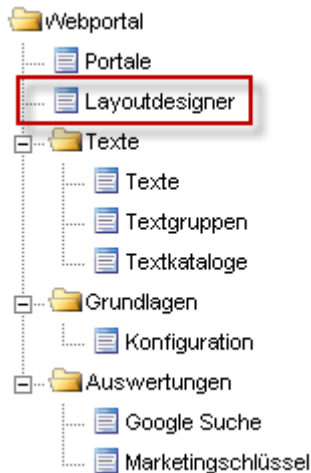 Webportal
Portale
Layoutdesigner
Texte
Texte
Textgruppen
Textkataloge
Grundlagen
Konfiguration
Auswertungen
Google Suche
Marketingschlüssel